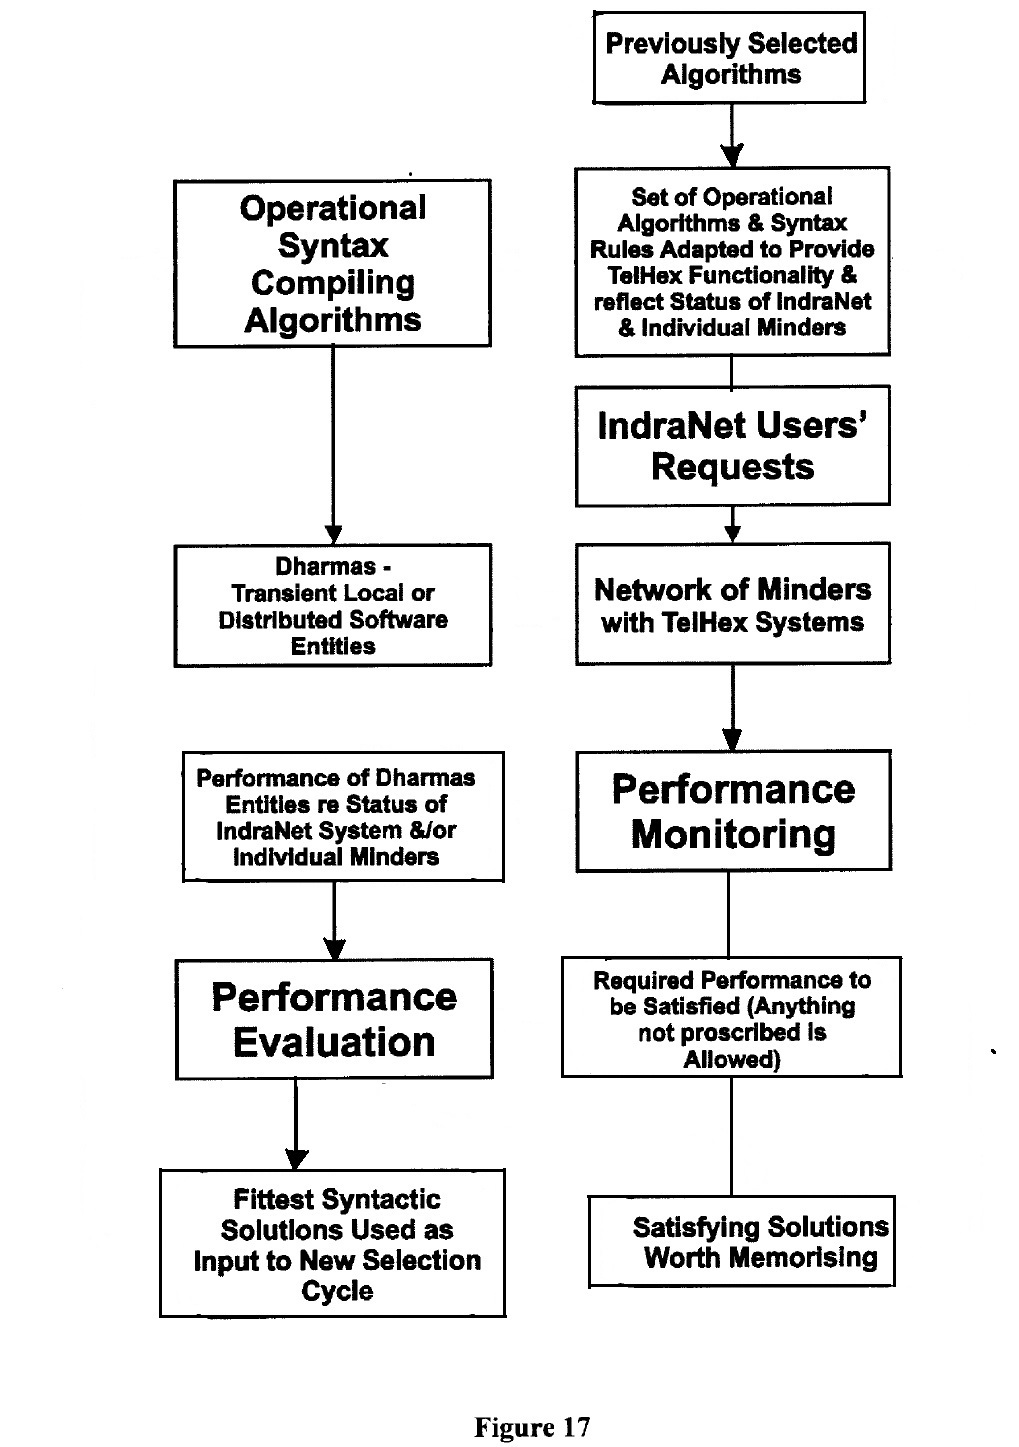 Previously Selected
Algorithms
Operational
Syntax
Compiling
Algorithms
Set of Operational
Algorithms & Syntax
Rules Adapted to Provide
TelHex Functionality &
reflect Status of IndraNet
& Individual Minders
IndraNet Users'
Requests
Dharmas -
Transient Local or
Distributed Software
Entities
Network of Minders
with TelHex Systems
Performance of Dharmas
Entities re Status of
IndraNet System &/or
Individual Minders
Performance
Monitoring
Performance
Evaluation
Required Performance to
be Satisfied (Anything
not proscribed is
Allowed)
Fittest Syntactic
Solutions Used as
Input to New Selection
Cycle
Satisfying Solutions
Worth Memorising
Figure 17